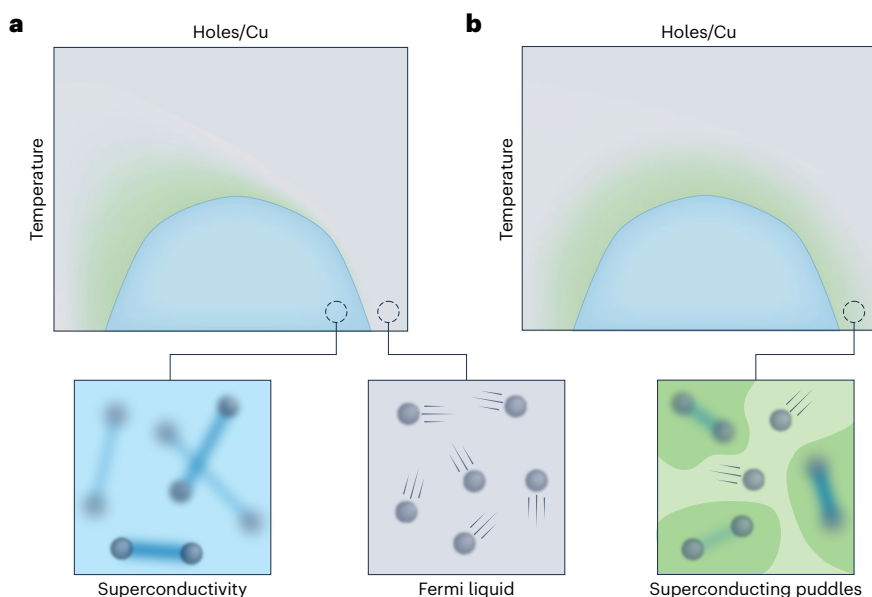 a
Holes/Cu
Temperature
Superconductivity
Fermi liquid
b
Holes/Cu
Temperature
Superconducting puddles